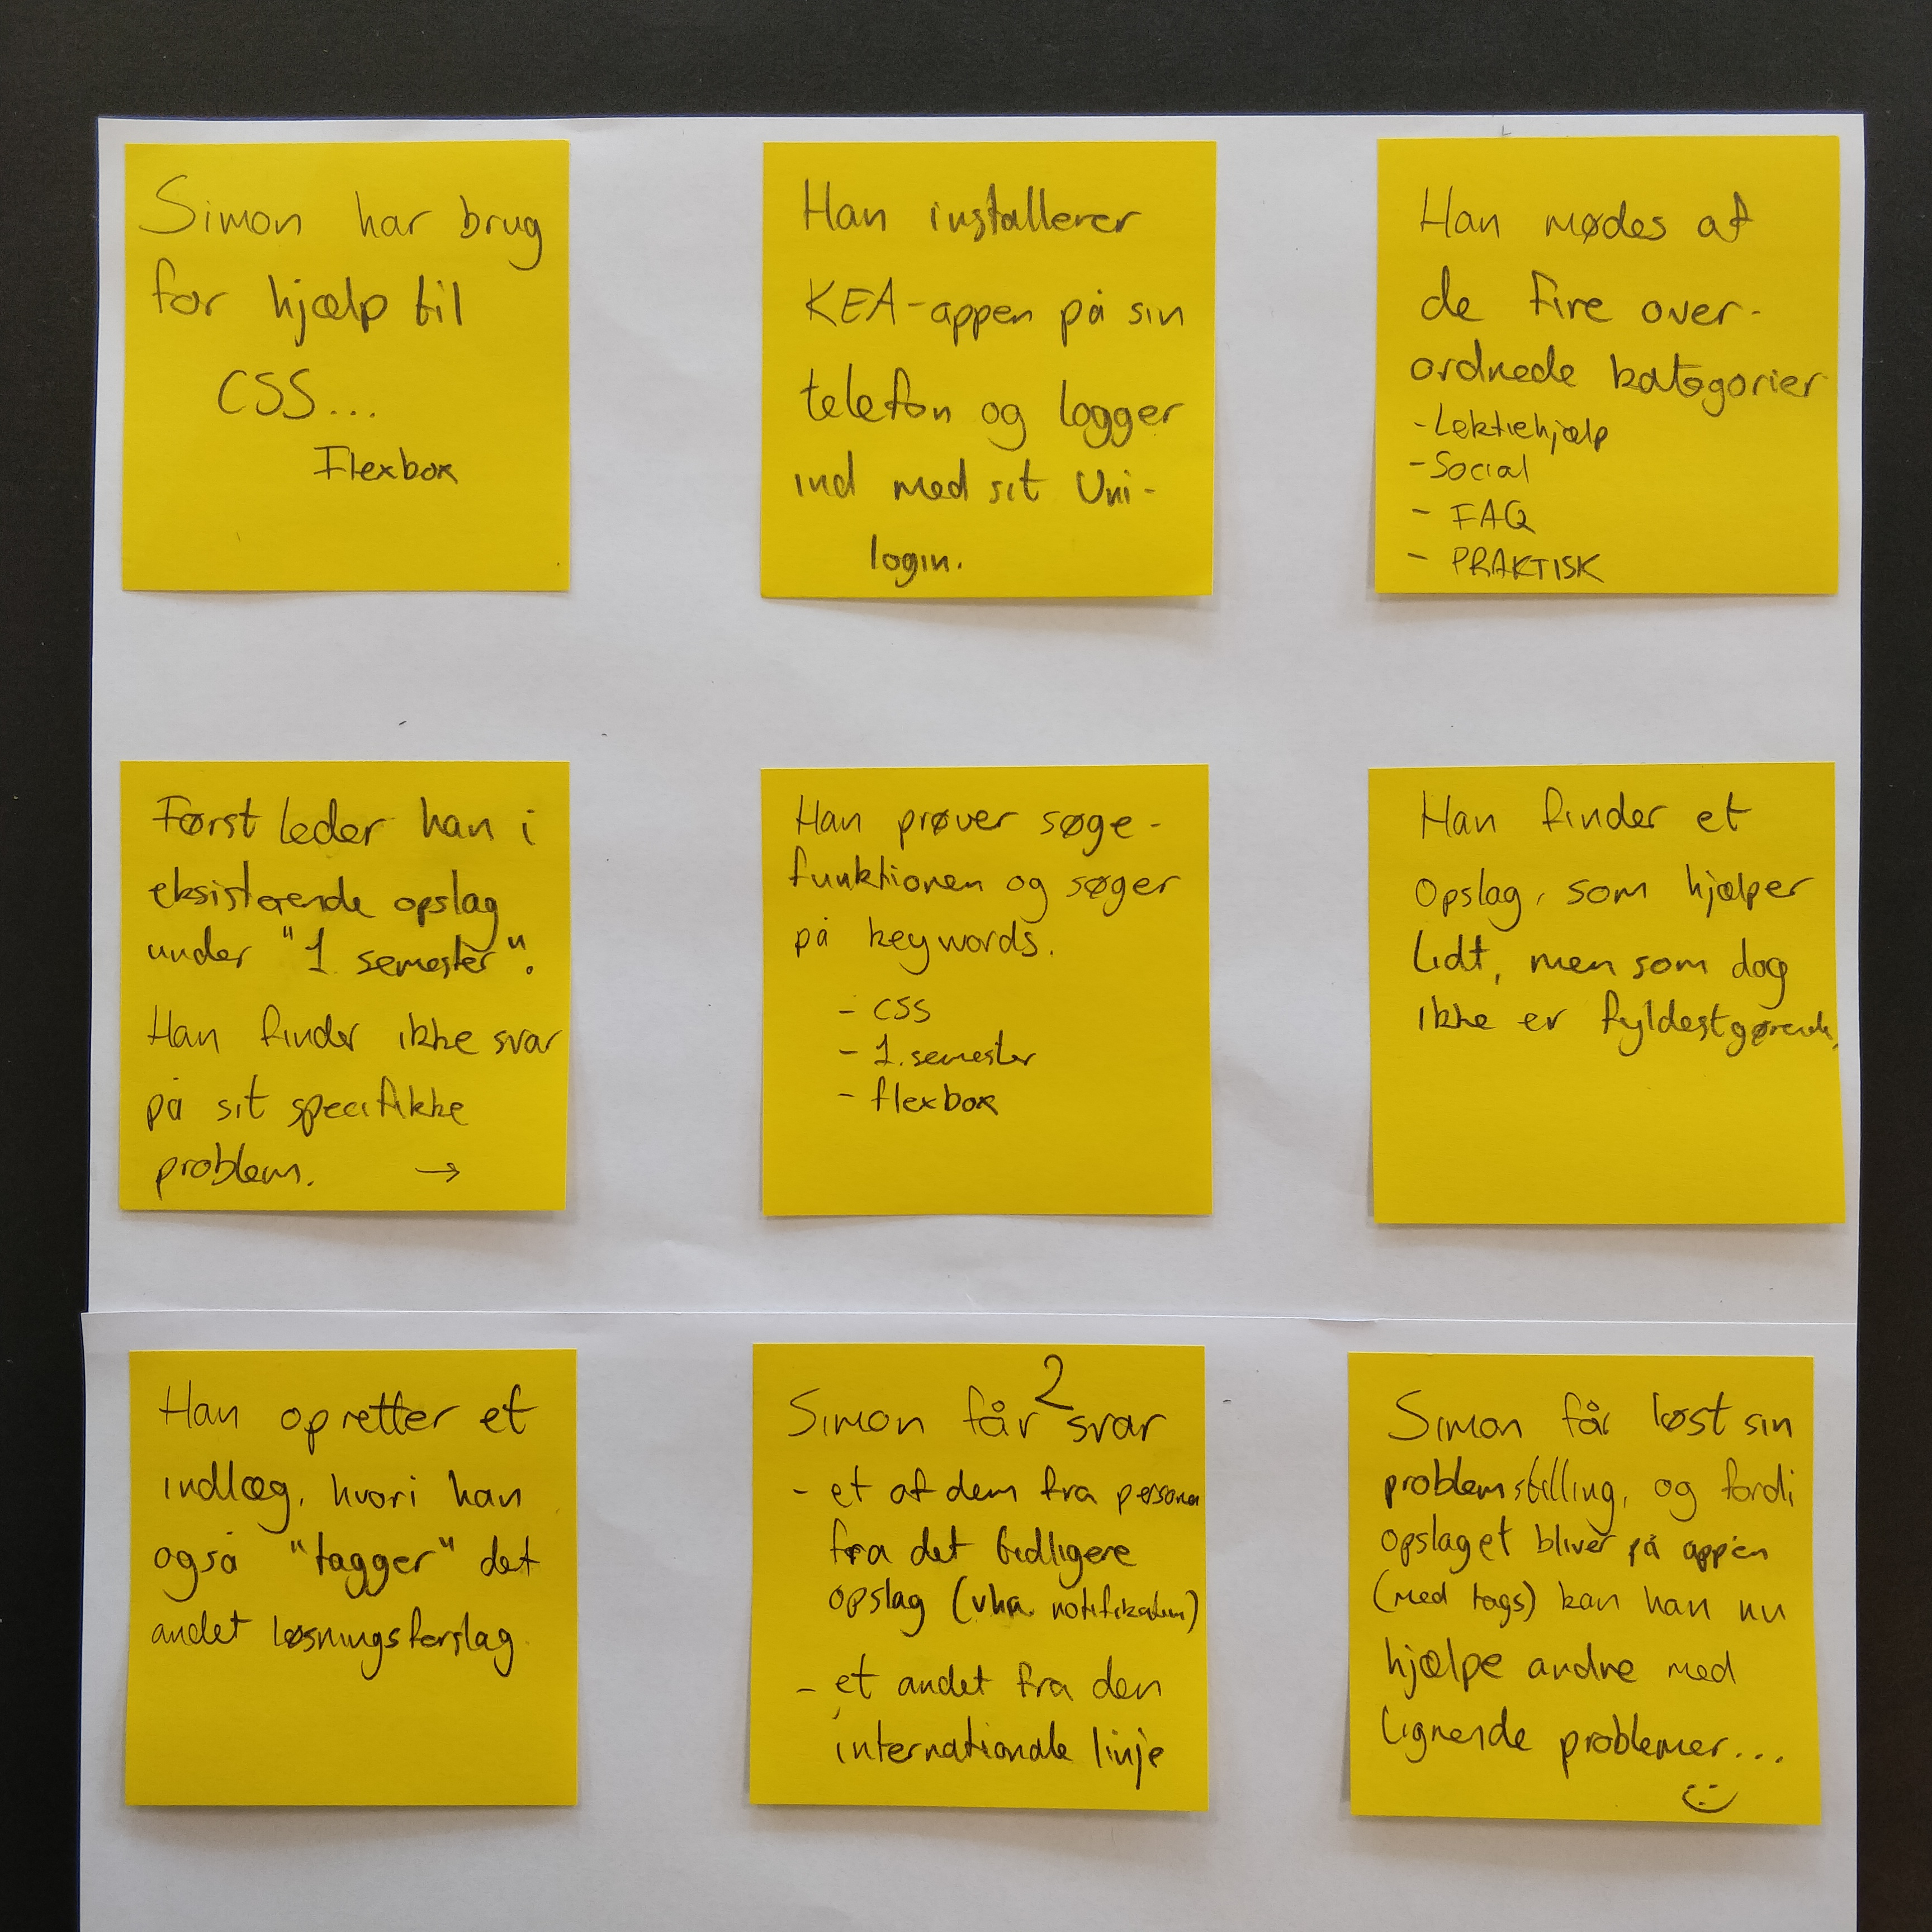 Simon har brug
for hjælp til
CSS...
Flexbox
Han installerer
KEA-appen på sin
telefon og logger
ind med sit Uni-
login.
Han mødes af
de fire over-
ordnede kategorier
- Lektiehjælp
- Social
- FAQ
- PRAKTISK
Først leder han i
eksisterende opslag
under "1. semester".
Han finder ikke svar
på sit specifikke
problem. →
Han prøver søge-
funktionen og søger
på keywords.
- CSS
- 1. semester
- flexbox
Han finder et
opslag, som hjælper
lidt, men som dog
ikke er fyldestgørende,
Han opretter et
indlæg, hvori han
også "tagger" det
andet løsningsforslag
Simon får 2 svar
- et af dem fra personen
fra det tidligere
opslag (vha. notifikation)
- et andet fra den
internationale linje
Simon får løst sin
problemstilling, og fordi
opslaget bliver på appen
(med tags) kan han nu
hjælpe andre med
lignende problemer...